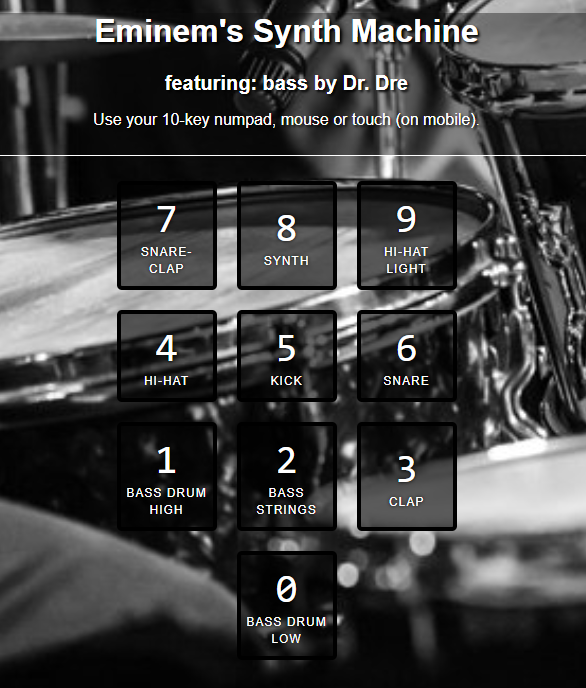 Eminem's Synth Machine
featuring: bass by Dr. Dre
Use your 10-key numpad, mouse or touch (on mobile).
7
SNARE-
CLAP
8
SYNTH
9
HI-HAT
LIGHT
4
HI-HAT
5
KICK
6
SNARE
1
BASS DRUM
HIGH
2
BASS
STRINGS
3
CLAP
0
BASS DRUM
LOW